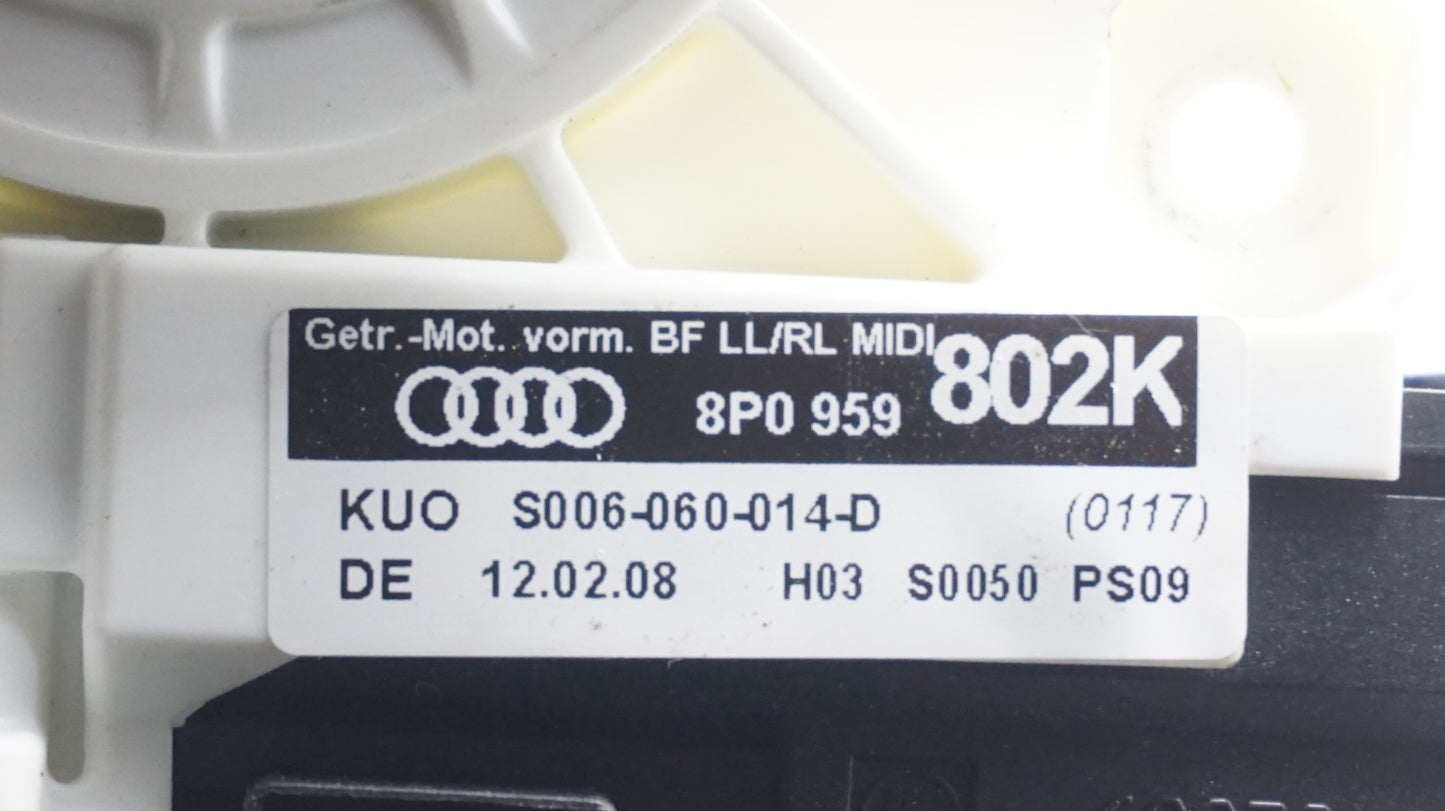 Getr.-Mot. vorm. BF LL/RL MIDI
8P0 959 802K
KUO S006-060-014-D (0117)
DE 12.02.08 H03 S0050 PS09